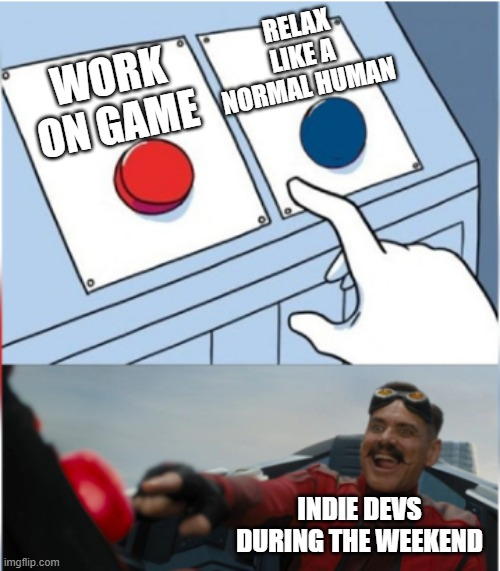 WORK
ON GAME
RELAX
LIKE A
NORMAL HUMAN
INDIE DEVS
DURING THE WEEKEND
imgflip.com